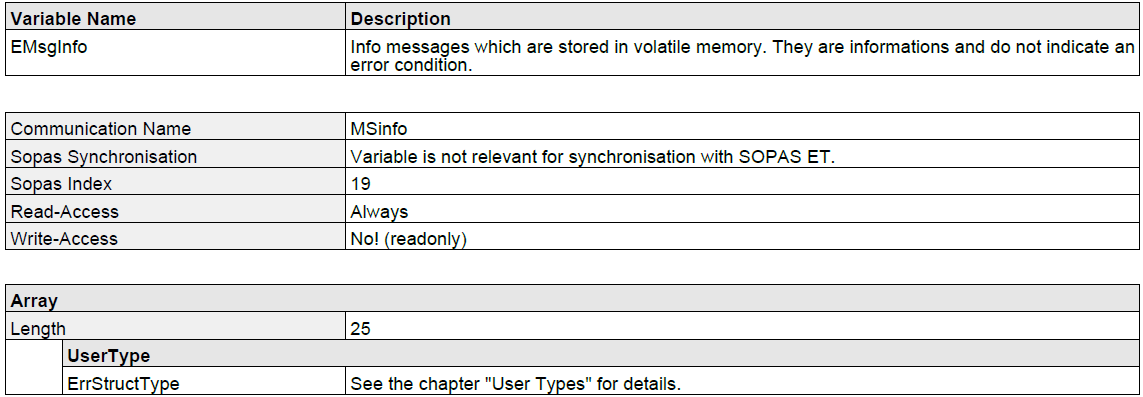 Variable Name Description
EMsgInfo Info messages which are stored in volatile memory. They are informations and do not indicate an
error condition.
Communication Name MSinfo
Sopas Synchronisation Variable is not relevant for synchronisation with SOPAS ET.
Sopas Index 19
Read-Access Always
Write-Access No! (readonly)
Array
Length 25
UserType
ErrStructType See the chapter "User Types" for details.